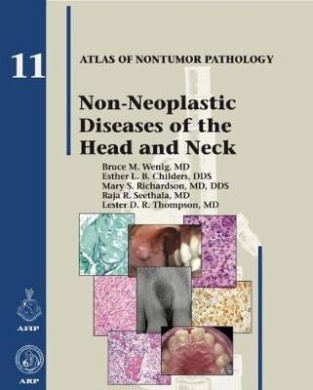 11
ATLAS OF NONTUMOR PATHOLOGY
Non-Neoplastic
Diseases of the
Head and Neck
Bruce M. Wenig, MD
Esther L. B. Childers, DDS
Mary S. Richardson, MD, DDS
Raja R. Seethala, MD
Lester D. R. Thompson, MD
AFIP
ARP